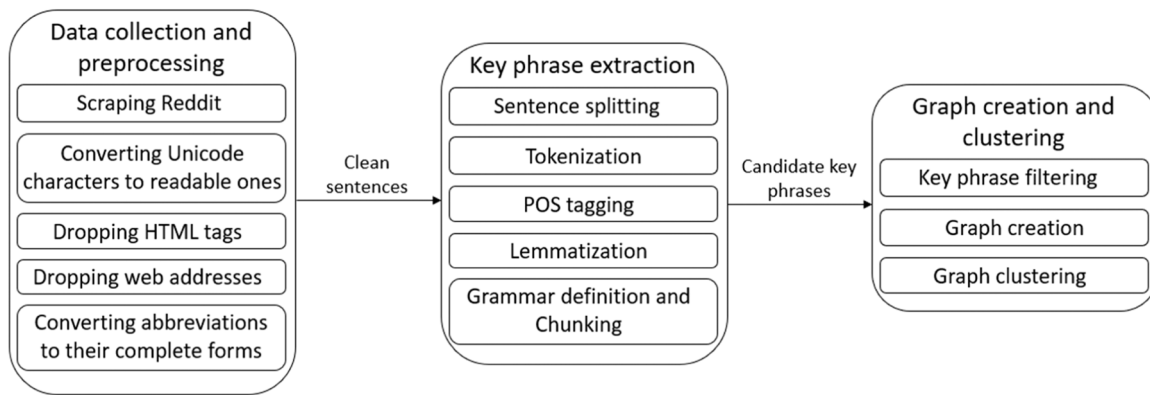 Data collection and
preprocessing
Scraping Reddit
Converting Unicode
characters to readable ones
Dropping HTML tags
Dropping web addresses
Converting abbreviations
to their complete forms
Clean
sentences
Key phrase extraction
Sentence splitting
Tokenization
POS tagging
Lemmatization
Grammar definition and
Chunking
Candidate key
phrases
Graph creation and
clustering
Key phrase filtering
Graph creation
Graph clustering